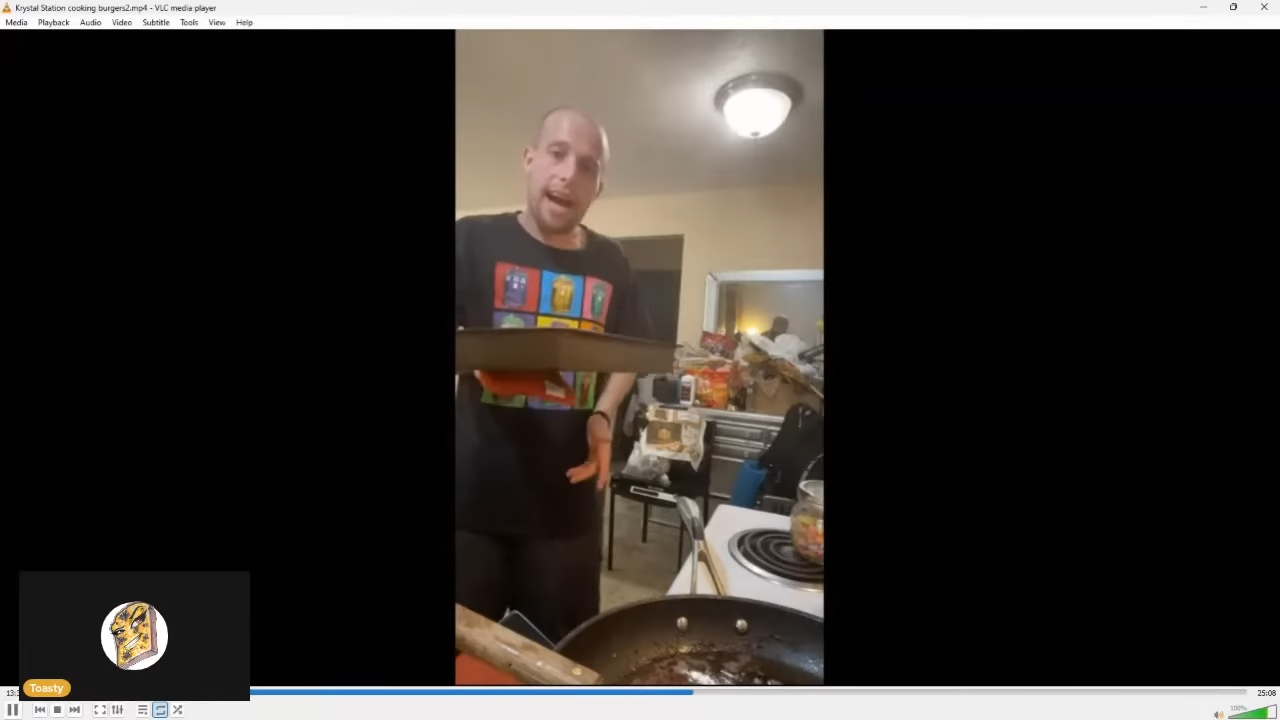 Krystal Station cooking burgers2.mp4 - VLC media player
Media Playback Audio Video Subtitle Tools View Help
Toasty
25:08
100%